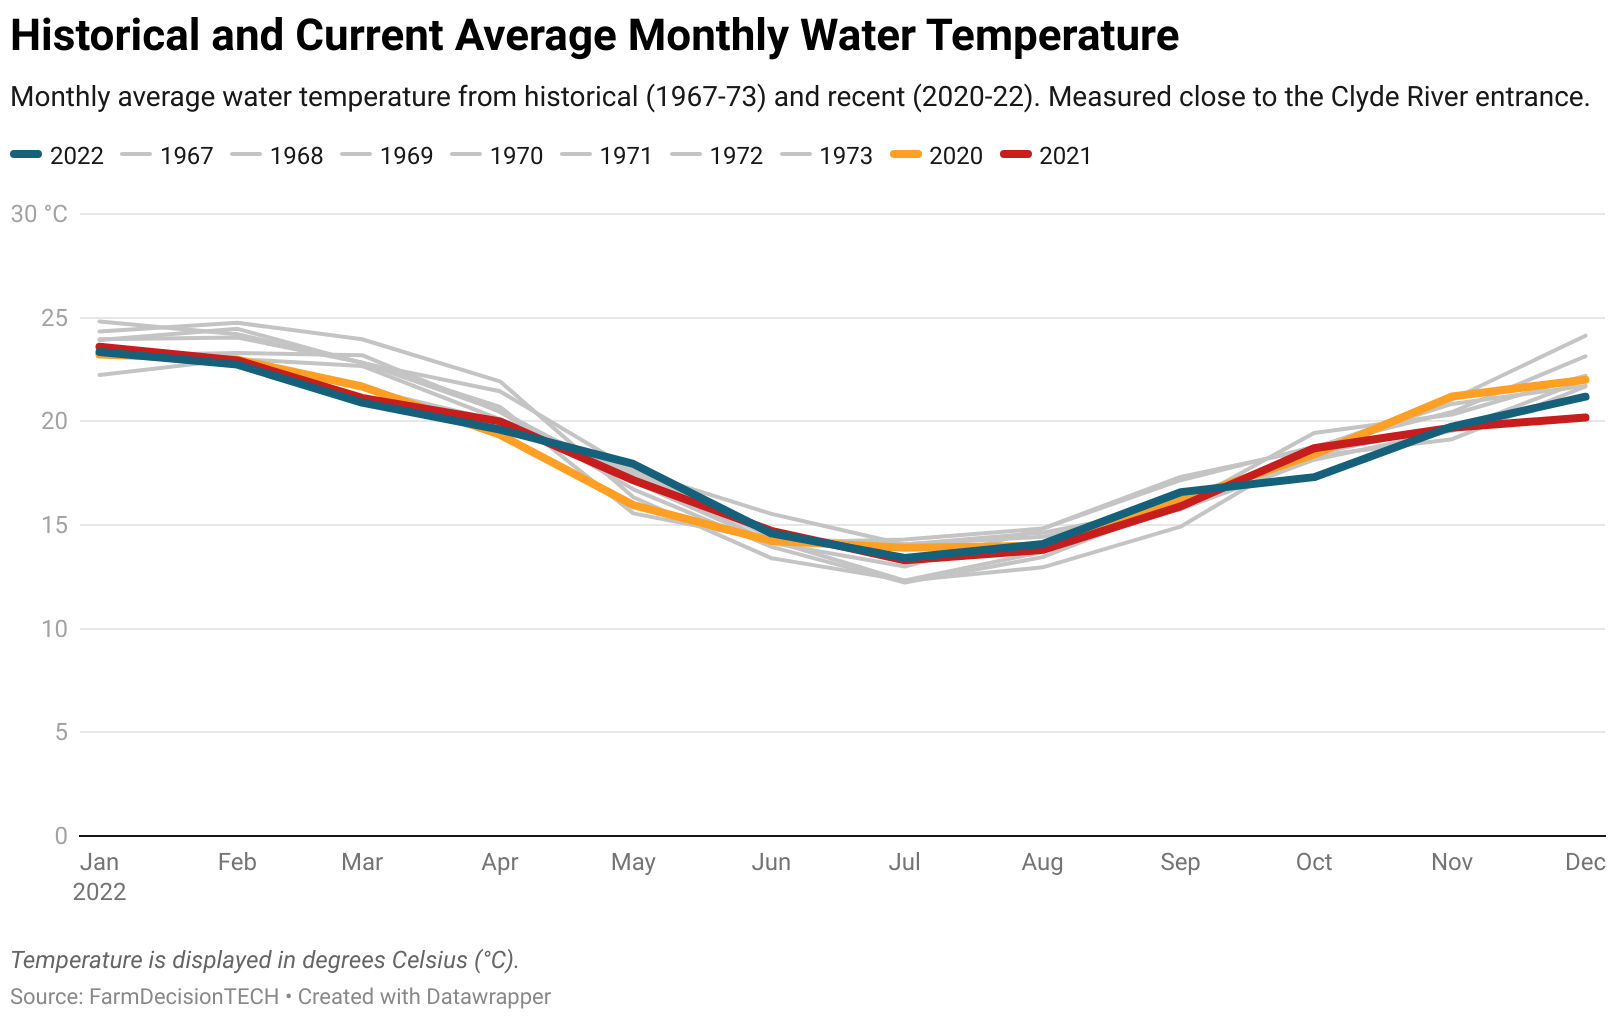 Historical and Current Average Monthly Water Temperature
Monthly average water temperature from historical (1967-73) and recent (2020-22). Measured close to the Clyde River entrance.
2022 1967 1968 1969 1970 1971 1972 1973 2020 2021
30 °C
25
20
15
10
5
0
Jan Feb Mar Apr May Jun Jul Aug Sep Oct Nov Dec
2022
Temperature is displayed in degrees Celsius (°C).
Source: FarmDecisionTECH • Created with Datawrapper